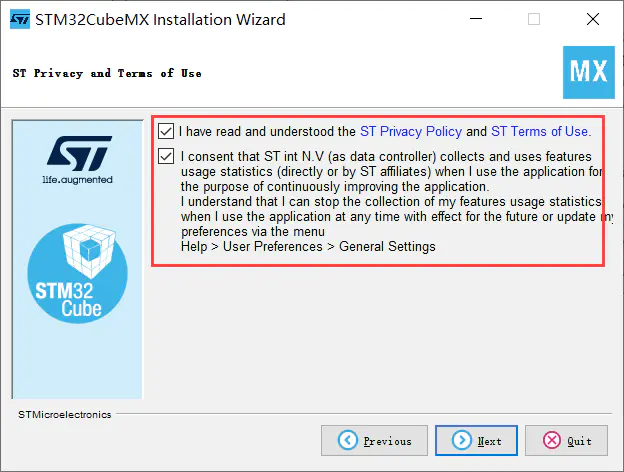 STM32CubeMX Installation Wizard
ST Privacy and Terms of Use
MX
ST
life.augmented
STM32
Cube
I have read and understood the ST Privacy Policy and ST Terms of Use.
I consent that ST int N.V (as data controller) collects and uses features
usage statistics (directly or by ST affiliates) when I use the application for
the purpose of continuously improving the application.
I understand that I can stop the collection of my features usage statistics
when I use the application at any time with effect for the future or update my
preferences via the menu
Help > User Preferences > General Settings
STMicroelectronics
Previous
Next
Quit